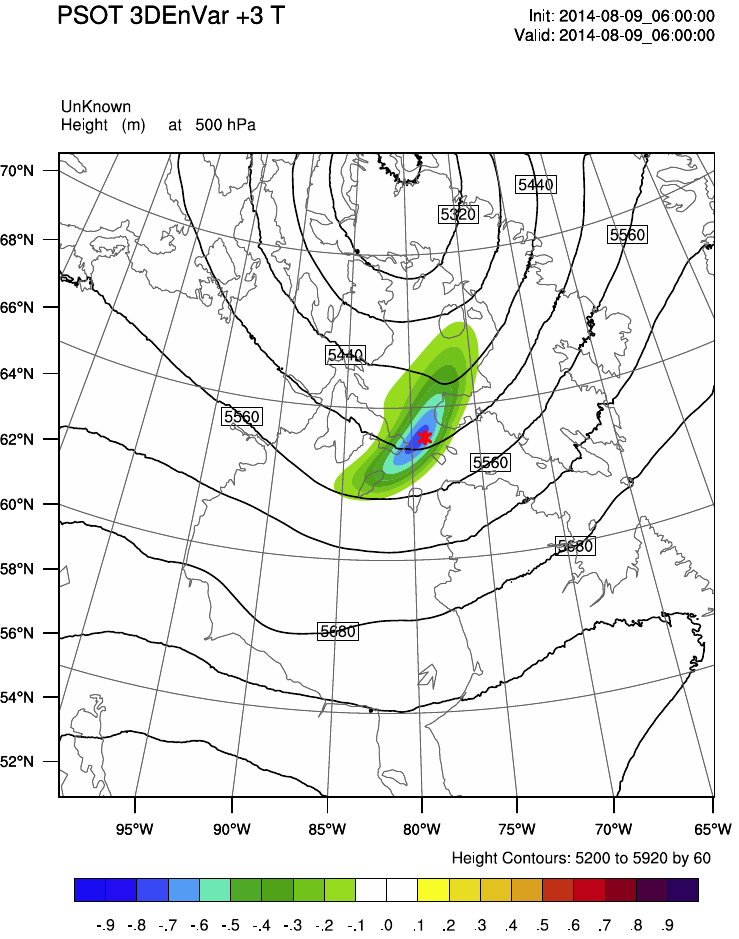 PSOT 3DEnVar +3 T
Init: 2014-08-09_06:00:00
Valid: 2014-08-09_06:00:00
UnKnown
Height (m) at 500 hPa
70°N
68°N
66°N
64°N
62°N
60°N
58°N
56°N
54°N
52°N
5440
5320
5560
5440
5560
5560
5680
5680
95°W 90°W 85°W 80°W 75°W 70°W 65°W
Height Contours: 5200 to 5920 by 60
-.9 -.8 -.7 -.6 -.5 -.4 -.3 -.2 -.1 .0 .1 .2 .3 .4 .5 .6 .7 .8 .9